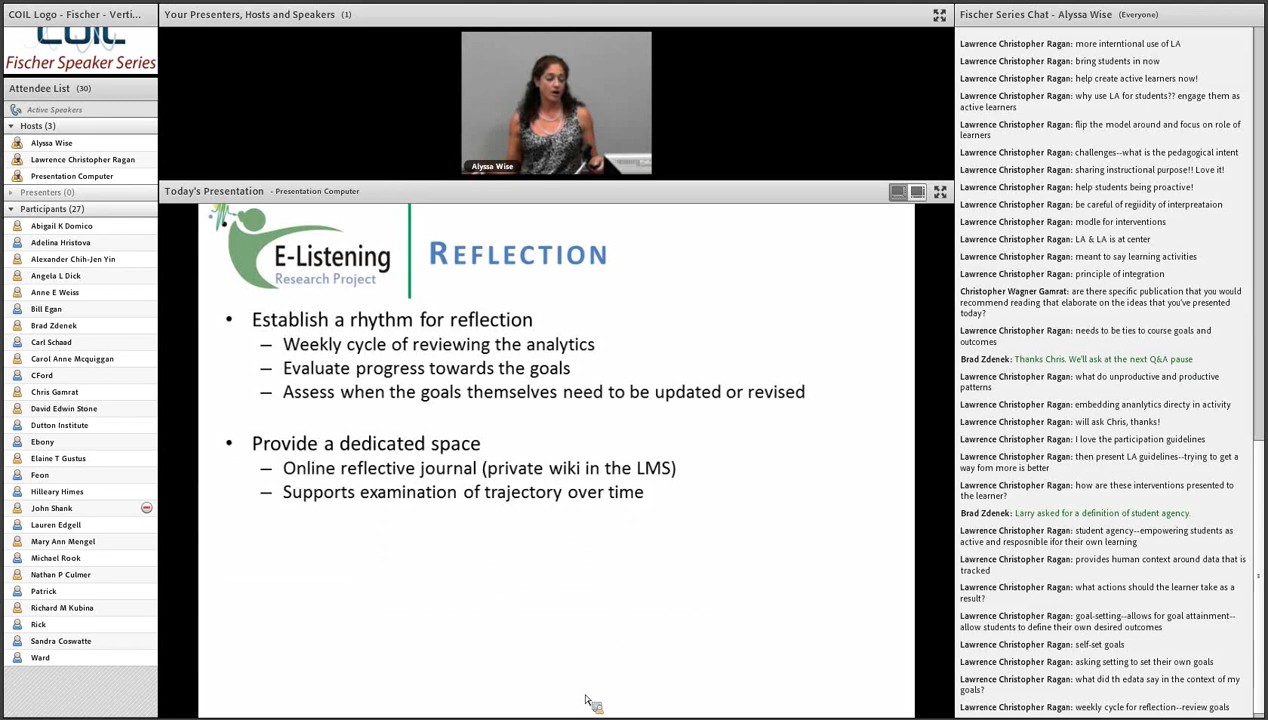 COIL Logo - Fischer - Verti...
COIL
Fischer Speaker Series
Attendee List (30)
Active Speakers
Hosts (3)
Alyssa Wise
Lawrence Christopher Ragan
Presentation Computer
Presenters (0)
Participants (27)
Abigail K Domico
Adelina Hristova
Alexander Chih-Jen Yin
Angela L Dick
Anne E Weiss
Bill Egan
Brad Zdenek
Carl Schaad
Carol Anne Mcquiggan
CFord
Chris Gamrat
David Edwin Stone
Dutton Institute
Ebony
Elaine T Gustus
Feon
Hilleary Himes
John Shank
Lauren Edgell
Mary Ann Mengel
Michael Rook
Nathan P Culmer
Patrick
Richard M Kubina
Rick
Sandra Coswatte
Ward
Your Presenters, Hosts and Speakers (1)
Alyssa Wise
Today's Presentation - Presentation Computer
E-Listening
Research Project
REFLECTION
• Establish a rhythm for reflection
– Weekly cycle of reviewing the analytics
– Evaluate progress towards the goals
– Assess when the goals themselves need to be updated or revised
• Provide a dedicated space
– Online reflective journal (private wiki in the LMS)
– Supports examination of trajectory over time
Fischer Series Chat - Alyssa Wise (Everyone)
Lawrence Christopher Ragan: more interntional use of LA
Lawrence Christopher Ragan: bring students in now
Lawrence Christopher Ragan: help create active learners now!
Lawrence Christopher Ragan: why use LA for students?? engage them as
active learners
Lawrence Christopher Ragan: flip the model around and focus on role of
learners
Lawrence Christopher Ragan: challenges--what is the pedagogical intent
Lawrence Christopher Ragan: sharing instructional purpose!! Love it!
Lawrence Christopher Ragan: help students being proactive!
Lawrence Christopher Ragan: be careful of regiidity of interpreataion
Lawrence Christopher Ragan: modle for interventions
Lawrence Christopher Ragan: LA & LA is at center
Lawrence Christopher Ragan: meant to say learning activities
Lawrence Christopher Ragan: principle of integration
Christopher Wagner Gamrat: are there specific publication that you would
recommend reading that elaborate on the ideas that you've presented
today?
Lawrence Christopher Ragan: needs to be ties to course goals and
outcomes
Brad Zdenek: Thanks Chris. We'll ask at the next Q&A pause
Lawrence Christopher Ragan: what do unproductive and productive
patterns
Lawrence Christopher Ragan: embedding ananlytics directy in activity
Lawrence Christopher Ragan: will ask Chris, thanks!
Lawrence Christopher Ragan: I love the participation guidelines
Lawrence Christopher Ragan: then present LA guidelines--trying to get a
way fom more is better
Lawrence Christopher Ragan: how are these interventions presented to
the learner?
Brad Zdenek: Larry asked for a definition of student agency.
Lawrence Christopher Ragan: student agency--empowering students as
active and resposnible ifor their own learning
Lawrence Christopher Ragan: provides human context around data that is
tracked
Lawrence Christopher Ragan: what actions should the learner take as a
result?
Lawrence Christopher Ragan: goal-setting--allows for goal attainment--
allow students to define their own desired outcomes
Lawrence Christopher Ragan: self-set goals
Lawrence Christopher Ragan: asking setting to set their own goals
Lawrence Christopher Ragan: what did th edata say in the context of my
goals?
Lawrence Christopher Ragan: weekly cycle for reflection--review goals